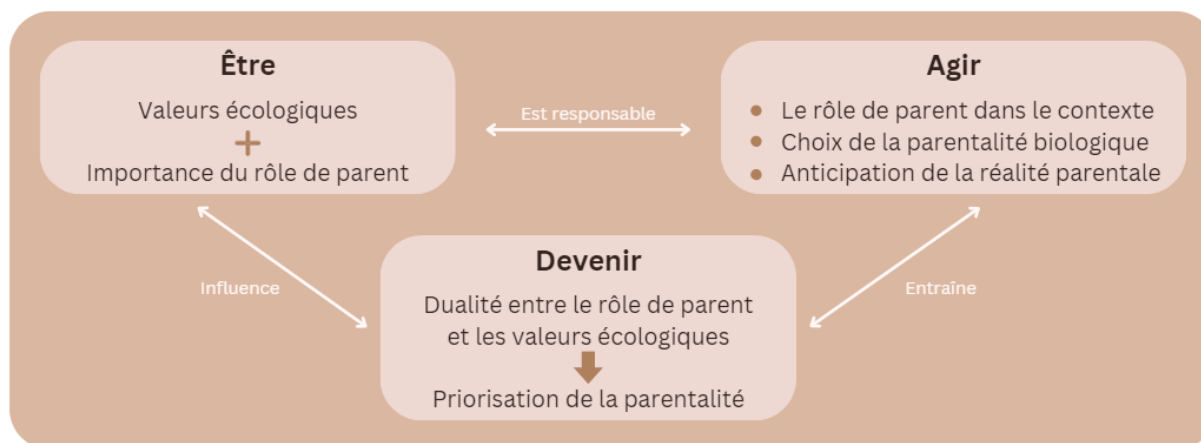 Être
Valeurs écologiques
+
Importance du rôle de parent
Est responsable
Agir
• Le rôle de parent dans le contexte
• Choix de la parentalité biologique
• Anticipation de la réalité parentale
Influence
Devenir
Dualité entre le rôle de parent
et les valeurs écologiques
Priorisation de la parentalité
Entraîne